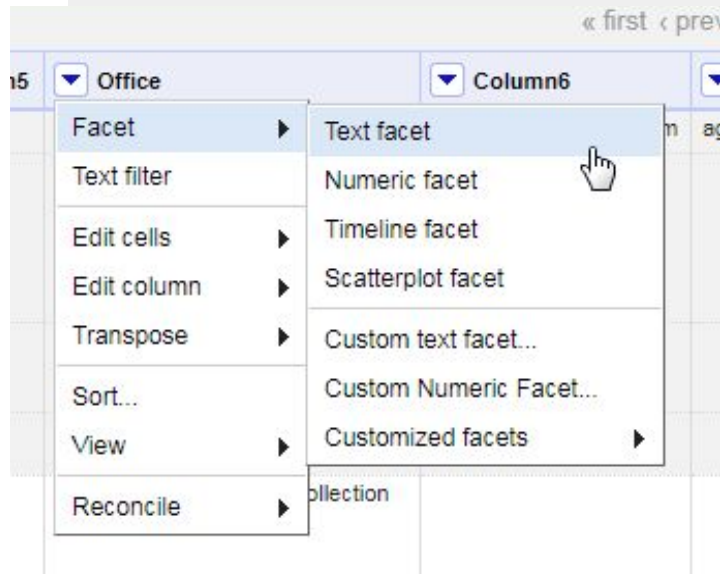 « first ‹ prev
Office
Column6
Facet
Text filter
Edit cells
Edit column
Transpose
Sort...
View
Reconcile
Text facet
Numeric facet
Timeline facet
Scatterplot facet
Custom text facet...
Custom Numeric Facet...
Customized facets